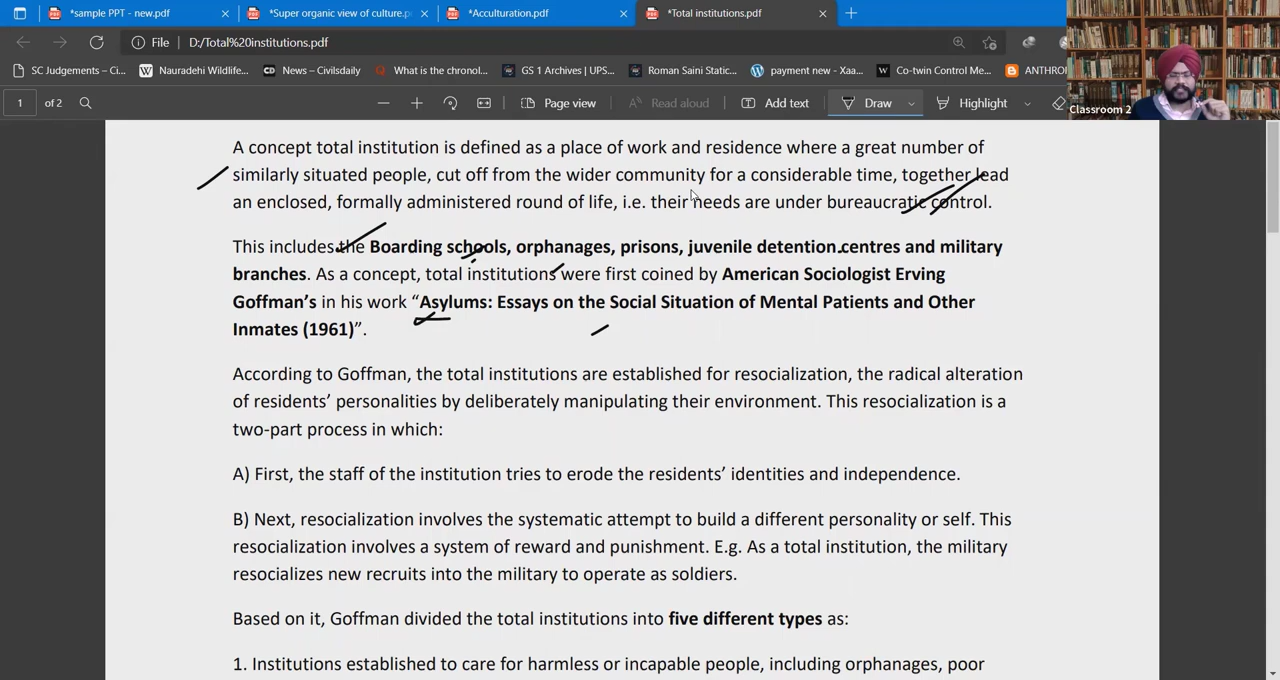 *sample PPT - new.pdf
*Super organic view of culture.p
*Acculturation.pdf
*Total institutions.pdf
File
D:/Total%20institutions.pdf
SC Judgements – Ci...
Nauradehi Wildlife...
News – Civilsdaily
What is the chronol...
GS 1 Archives | UPS...
Roman Saini Static...
payment new - Xaa...
Co-twin Control Me...
ANTHRO
1
of 2
Page view
Read aloud
Add text
Draw
Highlight
Classroom 2
A concept total institution is defined as a place of work and residence where a great number of
similarly situated people, cut off from the wider community for a considerable time, together lead
an enclosed, formally administered round of life, i.e. their needs are under bureaucratic control.
This includes the Boarding schools, orphanages, prisons, juvenile detention centres and military
branches. As a concept, total institutions were first coined by American Sociologist Erving
Goffman's in his work “Asylums: Essays on the Social Situation of Mental Patients and Other
Inmates (1961)”.
According to Goffman, the total institutions are established for resocialization, the radical alteration
of residents’ personalities by deliberately manipulating their environment. This resocialization is a
two-part process in which:
A) First, the staff of the institution tries to erode the residents’ identities and independence.
B) Next, resocialization involves the systematic attempt to build a different personality or self. This
resocialization involves a system of reward and punishment. E.g. As a total institution, the military
resocializes new recruits into the military to operate as soldiers.
Based on it, Goffman divided the total institutions into five different types as:
1. Institutions established to care for harmless or incapable people, including orphanages, poor